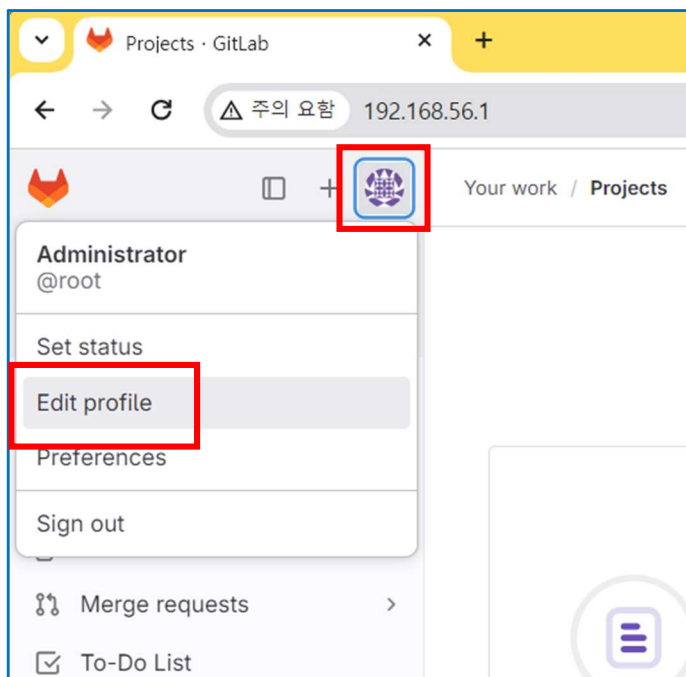 Projects · GitLab
주의 요함 192.168.56.1
Your work / Projects
Administrator
@root
Set status
Edit profile
Preferences
Sign out
Merge requests
To-Do List